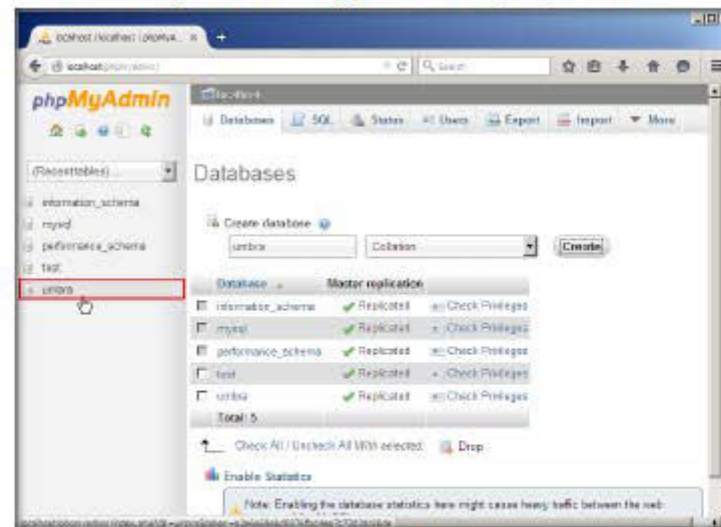 phpMyAdmin
localhost
Databases SQL Status Users Export Import More
(Recent tables) ...
Databases
information_schema
mysql
performance_schema
test
umbra
Create database
umbra Collation Create
Database Master replication
information_schema Replicated Check Privileges
mysql Replicated Check Privileges
performance_schema Replicated Check Privileges
test Replicated Check Privileges
umbra Replicated Check Privileges
Total: 5
Check All / Uncheck All With selected: Drop
Enable Statistics
Note: Enabling the database statistics here might cause heavy traffic between the web